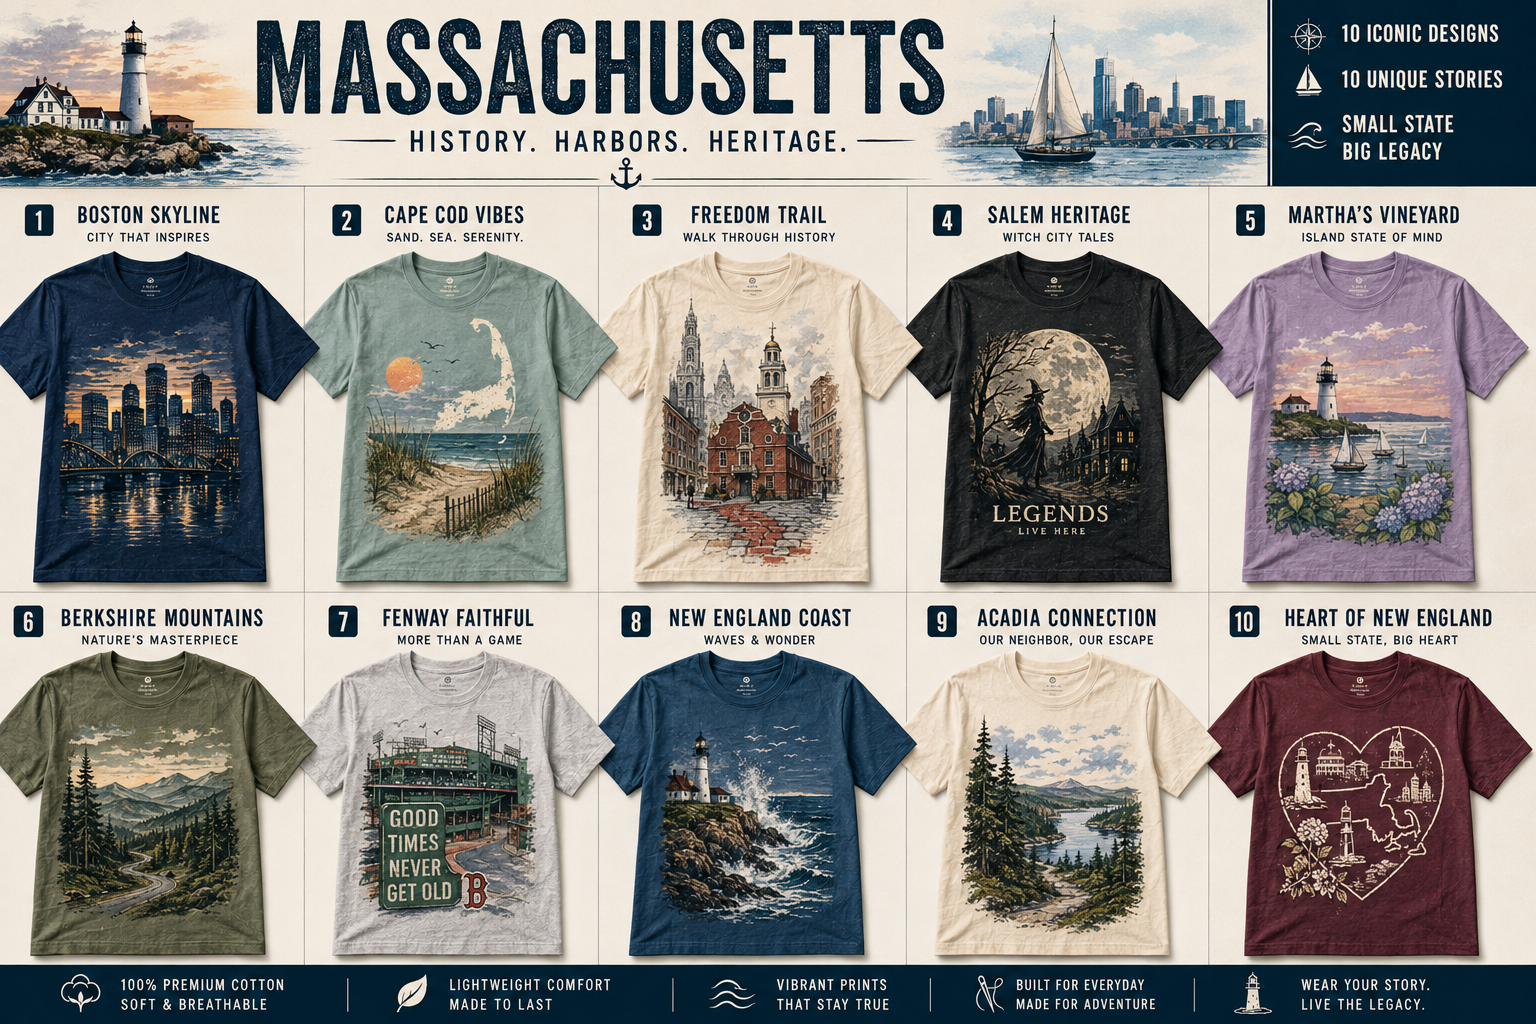 MASSACHUSETTS
HISTORY. HARBORS. HERITAGE.
10 ICONIC DESIGNS
10 UNIQUE STORIES
SMALL STATE
BIG LEGACY
1 BOSTON SKYLINE
CITY THAT INSPIRES
2 CAPE COD VIBES
SAND. SEA. SERENITY.
3 FREEDOM TRAIL
WALK THROUGH HISTORY
4 SALEM HERITAGE
WITCH CITY TALES
LEGENDS
LIVE HERE
5 MARTHA'S VINEYARD
ISLAND STATE OF MIND
6 BERKSHIRE MOUNTAINS
NATURE'S MASTERPIECE
7 FENWAY FAITHFUL
MORE THAN A GAME
GOOD
TIMES
NEVER
GET OLD
B
8 NEW ENGLAND COAST
WAVES & WONDER
9 ACADIA CONNECTION
OUR NEIGHBOR, OUR ESCAPE
10 HEART OF NEW ENGLAND
SMALL STATE, BIG HEART
100% PREMIUM COTTON
SOFT & BREATHABLE
LIGHTWEIGHT COMFORT
MADE TO LAST
VIBRANT PRINTS
THAT STAY TRUE
BUILT FOR EVERYDAY
MADE FOR ADVENTURE
WEAR YOUR STORY.
LIVE THE LEGACY.